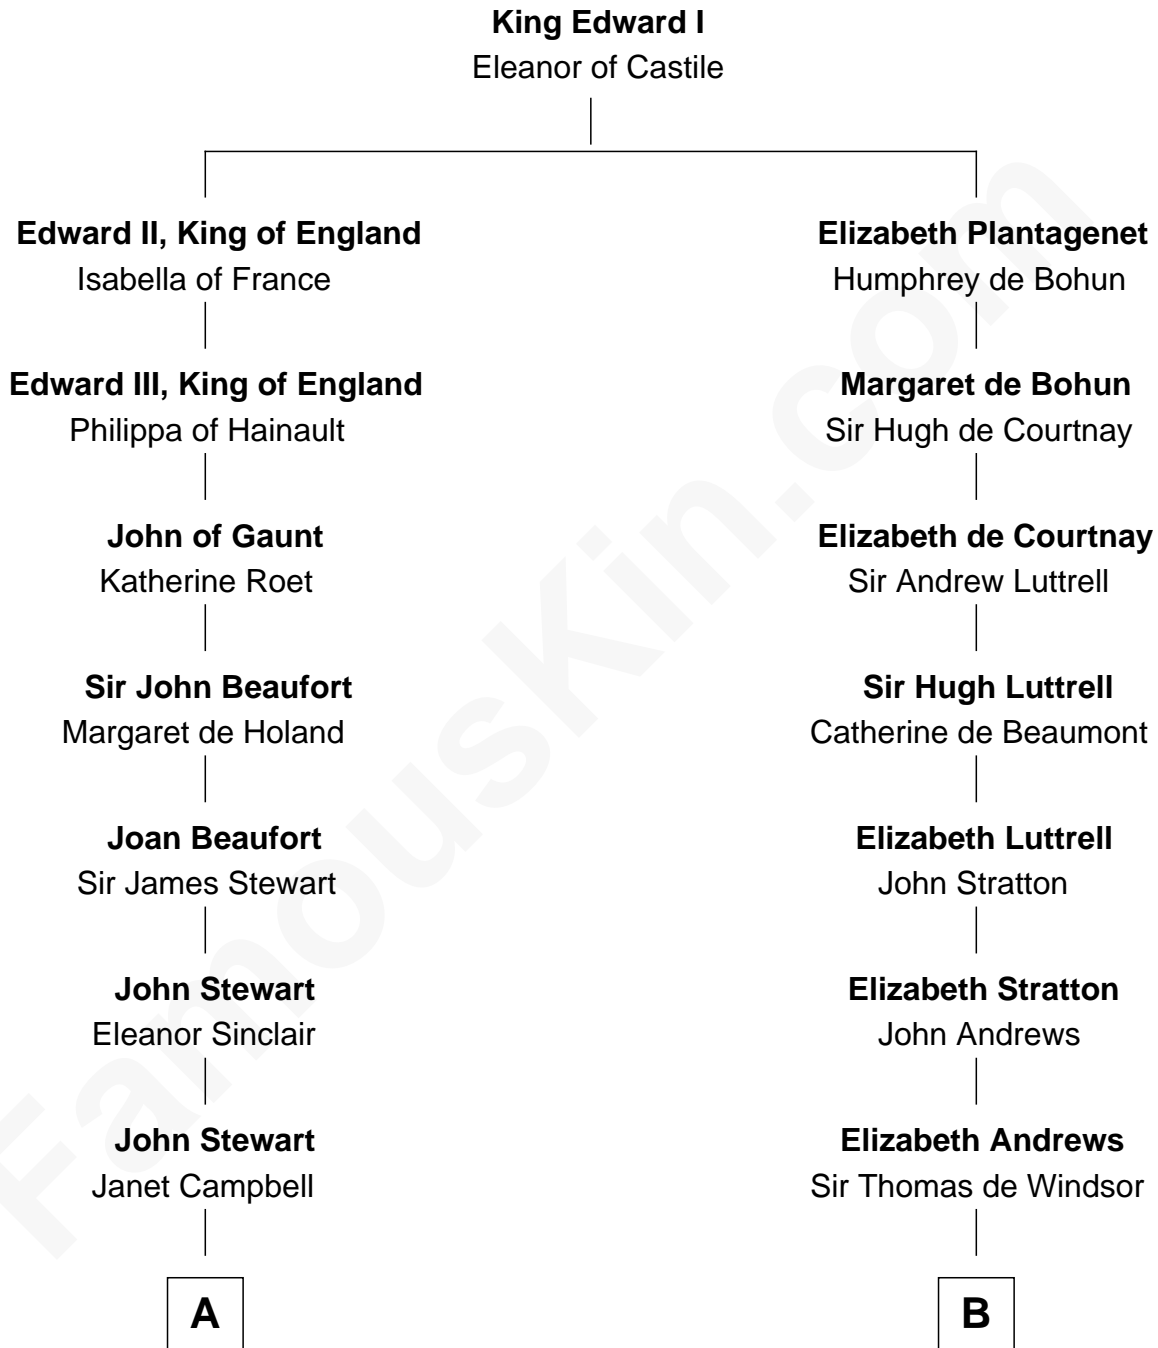 King Edward I
Eleanor of Castile
Edward II, King of England
Isabella of France
Elizabeth Plantagenet
Humphrey de Bohun
Edward III, King of England
Philippa of Hainault
Margaret de Bohun
Sir Hugh de Courtnay
John of Gaunt
Katherine Roet
Elizabeth de Courtnay
Sir Andrew Luttrell
Sir John Beaufort
Margaret de Holand
Sir Hugh Luttrell
Catherine de Beaumont
Joan Beaufort
Sir James Stewart
Elizabeth Luttrell
John Stratton
John Stewart
Eleanor Sinclair
Elizabeth Stratton
John Andrews
John Stewart
Janet Campbell
Elizabeth Andrews
Sir Thomas de Windsor
A
B
FamousKin.com